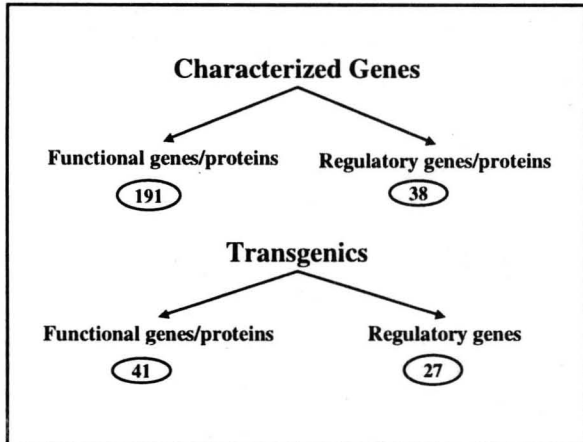 Characterized Genes
Functional genes/proteins
Regulatory genes/proteins
191
38
Transgenics
Functional genes/proteins
Regulatory genes
41
27